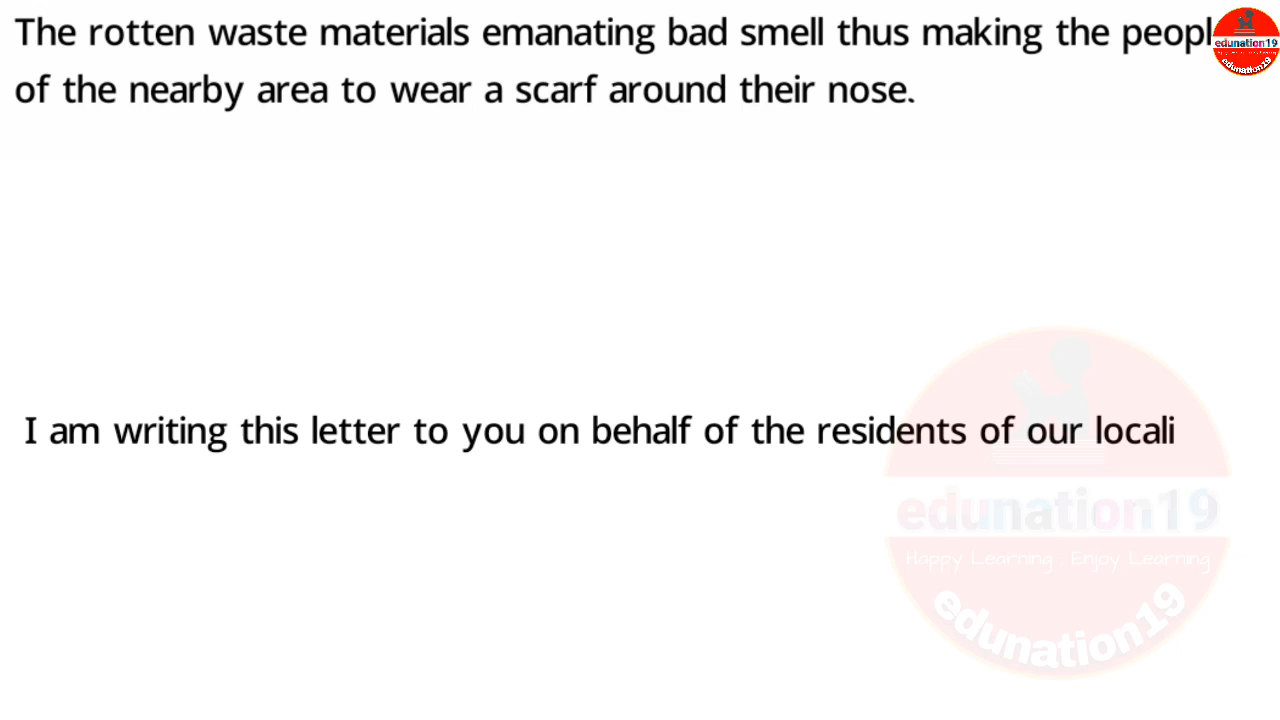 The rotten waste materials emanating bad smell thus making the peopl
of the nearby area to wear a scarf around their nose.
edunation19
edunation19
I am writing this letter to you on behalf of the residents of our locali
edunation19
Happy Learning , Enjoy Learning
edunation19